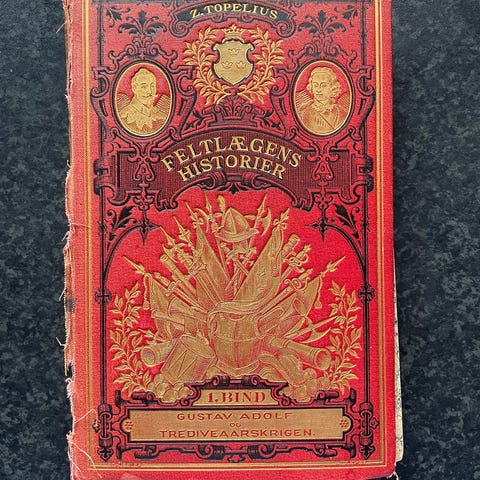 Z. TOPELIUS
FELTLÆGENS
HISTORIER
1. BIND
GUSTAV ADOLF
OG
TREDIVEAARSKRIGEN.